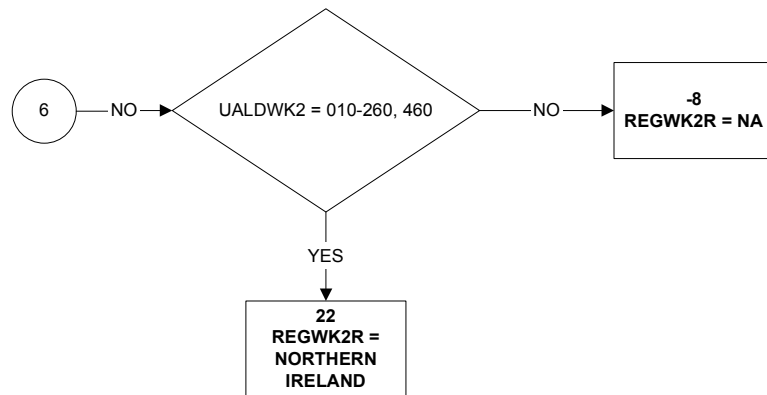 6
NO
UALDWK2 = 010-260, 460
NO
-8
REGWK2R = NA
YES
22
REGWK2R =
NORTHERN
IRELAND